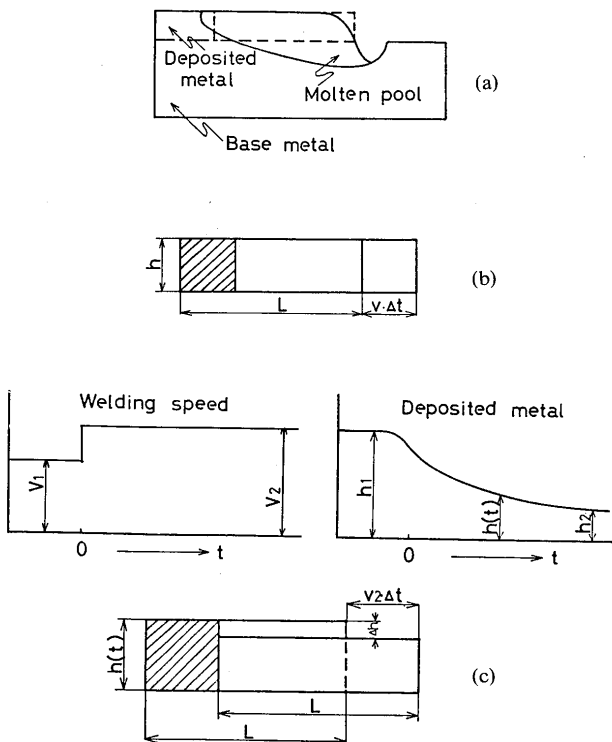 Deposited
metal
Molten pool
Base metal
(a)
h
L
v·Δt
(b)
Welding speed
V1
V2
0
t
Deposited metal
h1
h(t)
h2
0
t
v2Δt
Δh
h(t)
L
L
(c)